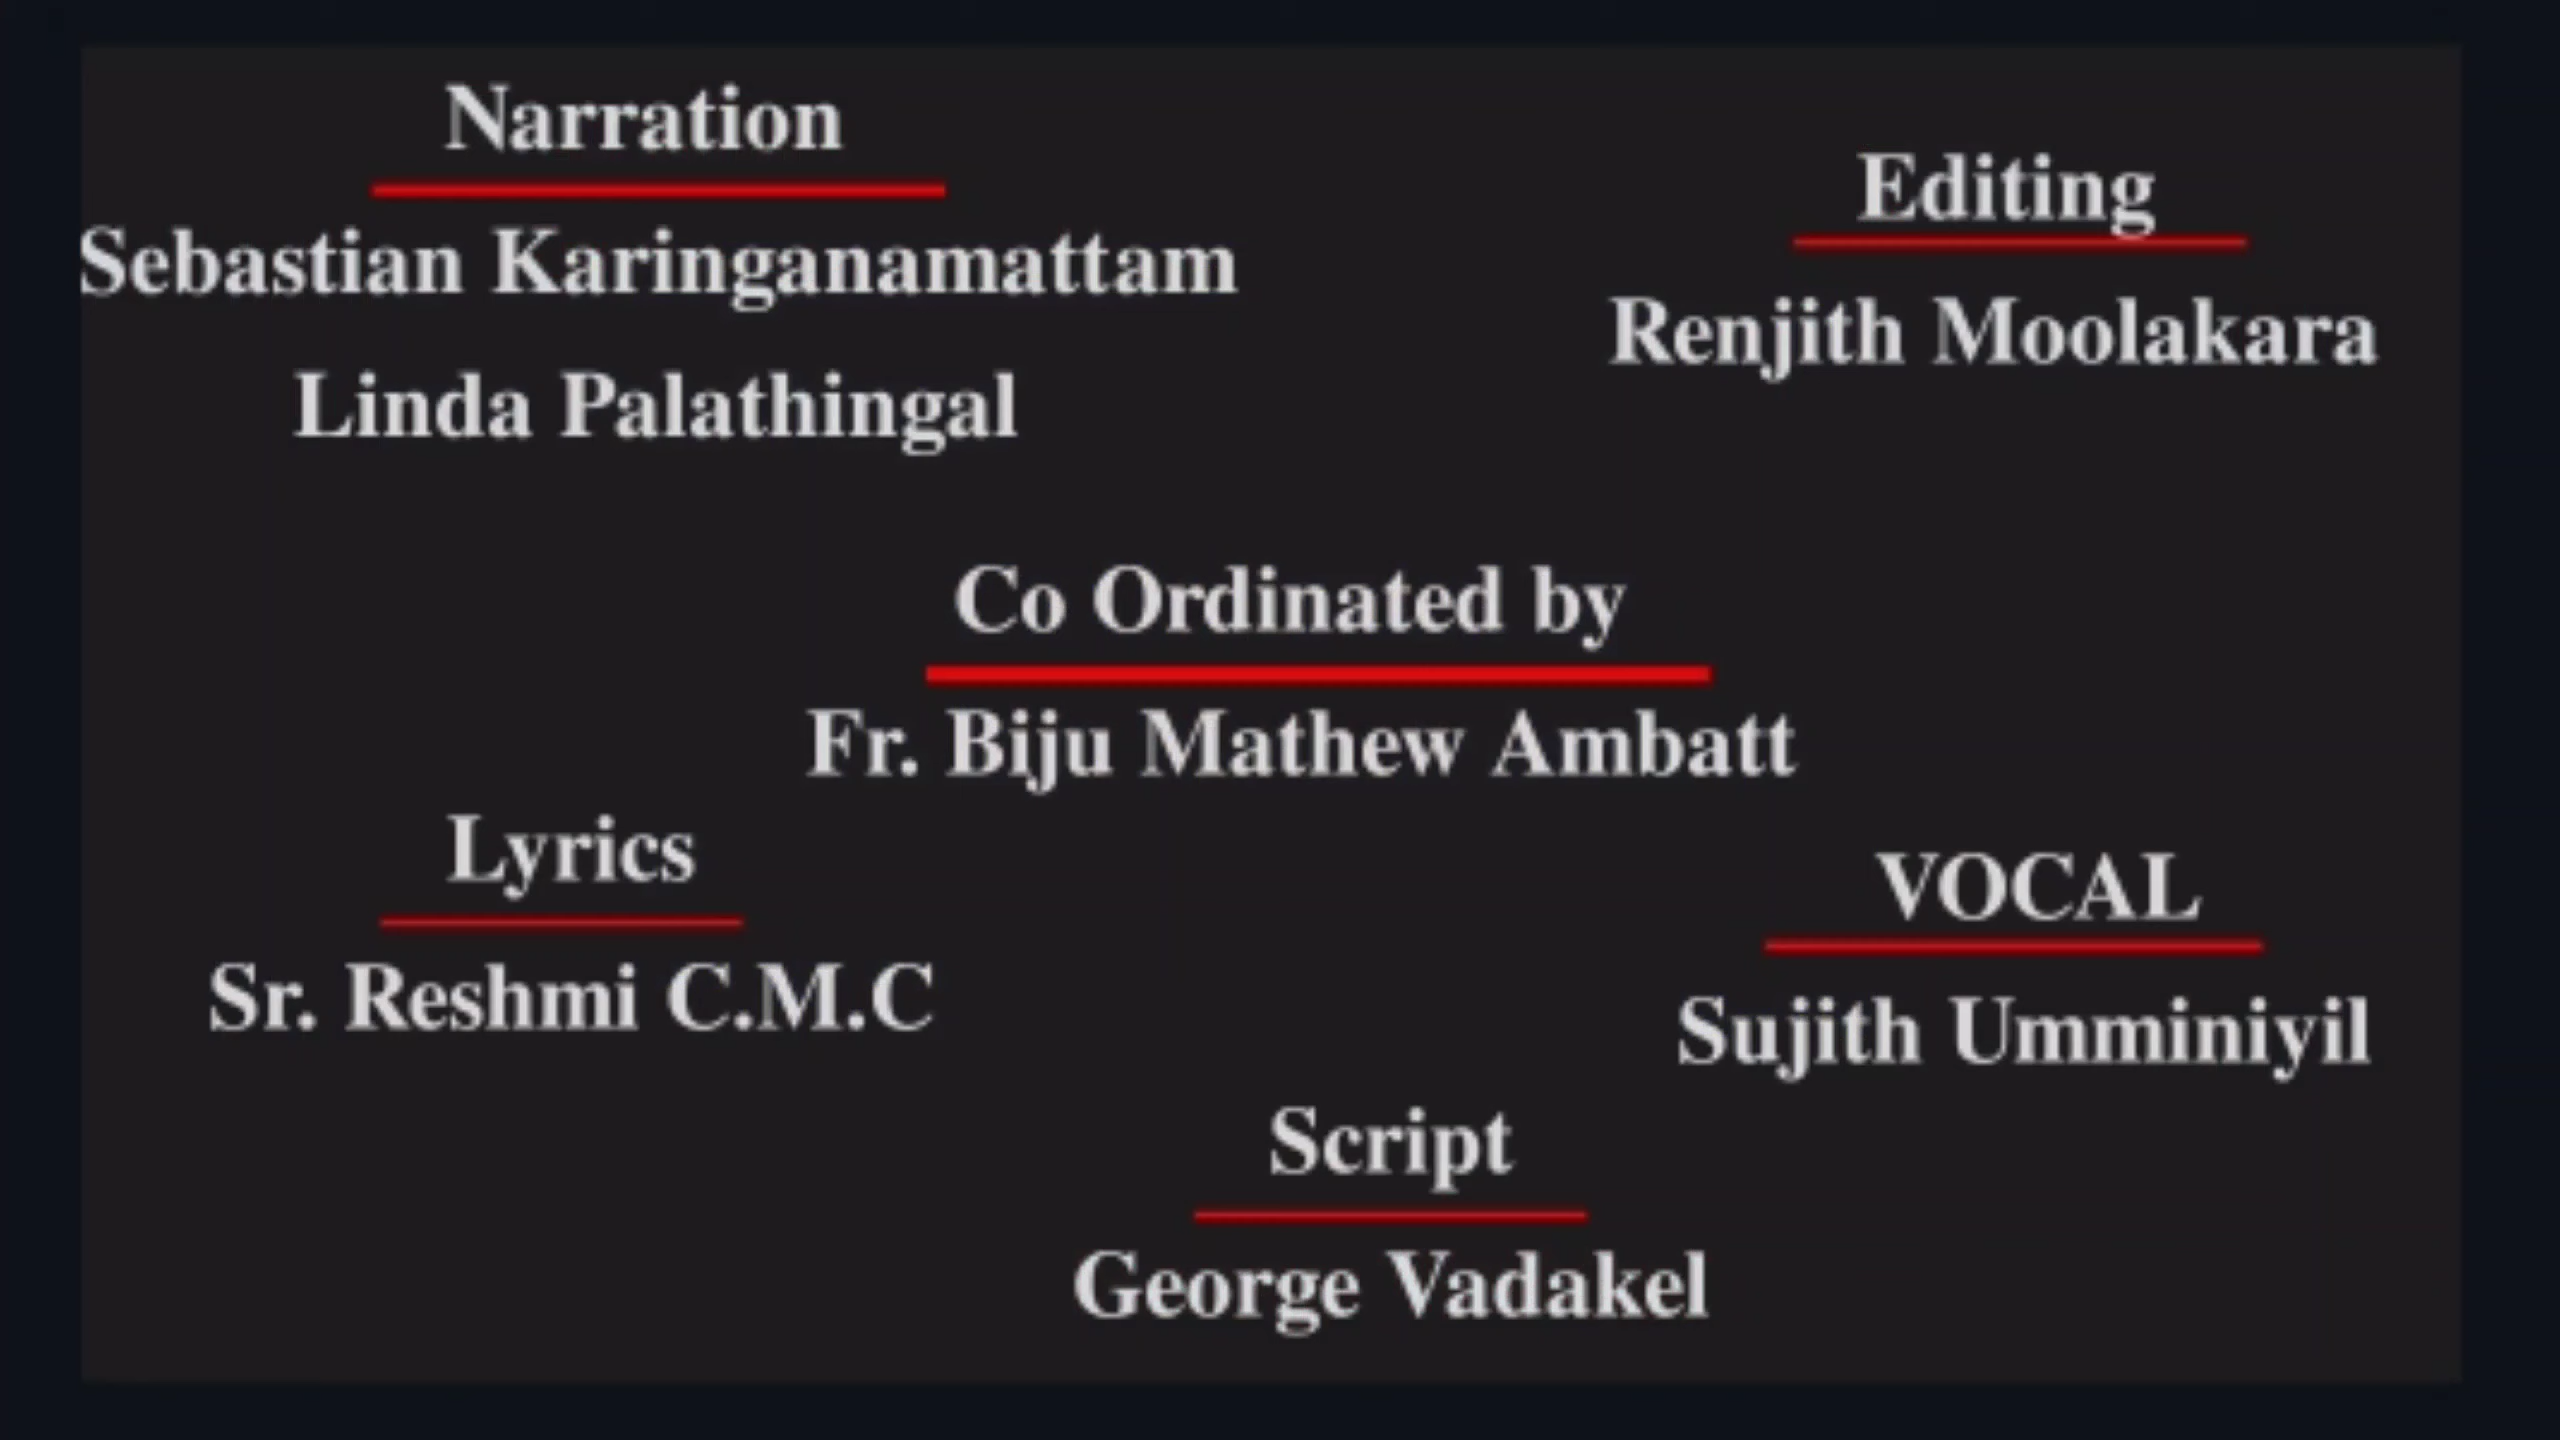 Narration
Sebastian Karinganamattam
Linda Palathingal
Editing
Renjith Moolakara
Co Ordinated by
Fr. Biju Mathew Ambatt
Lyrics
Sr. Reshmi C.M.C
VOCAL
Sujith Umminiyil
Script
George Vadakel